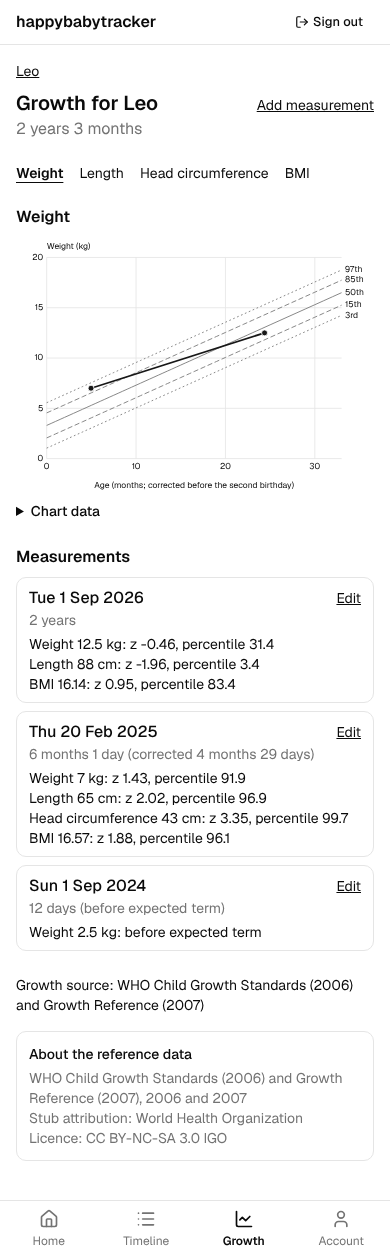 happybabytracker
Sign out
Leo
Growth for Leo
Add measurement
2 years 3 months
Weight Length Head circumference BMI
Weight
Weight (kg)
20
15
10
5
0
97th
85th
50th
15th
3rd
0 10 20 30
Age (months; corrected before the second birthday)
Chart data
Measurements
Tue 1 Sep 2026
Edit
2 years
Weight 12.5 kg: z -0.46, percentile 31.4
Length 88 cm: z -1.96, percentile 3.4
BMI 16.14: z 0.95, percentile 83.4
Thu 20 Feb 2025
Edit
6 months 1 day (corrected 4 months 29 days)
Weight 7 kg: z 1.43, percentile 91.9
Length 65 cm: z 2.02, percentile 96.9
Head circumference 43 cm: z 3.35, percentile 99.7
BMI 16.57: z 1.88, percentile 96.1
Sun 1 Sep 2024
Edit
12 days (before expected term)
Weight 2.5 kg: before expected term
Growth source: WHO Child Growth Standards (2006)
and Growth Reference (2007)
About the reference data
WHO Child Growth Standards (2006) and Growth
Reference (2007), 2006 and 2007
Stub attribution: World Health Organization
Licence: CC BY-NC-SA 3.0 IGO
Home Timeline Growth Account